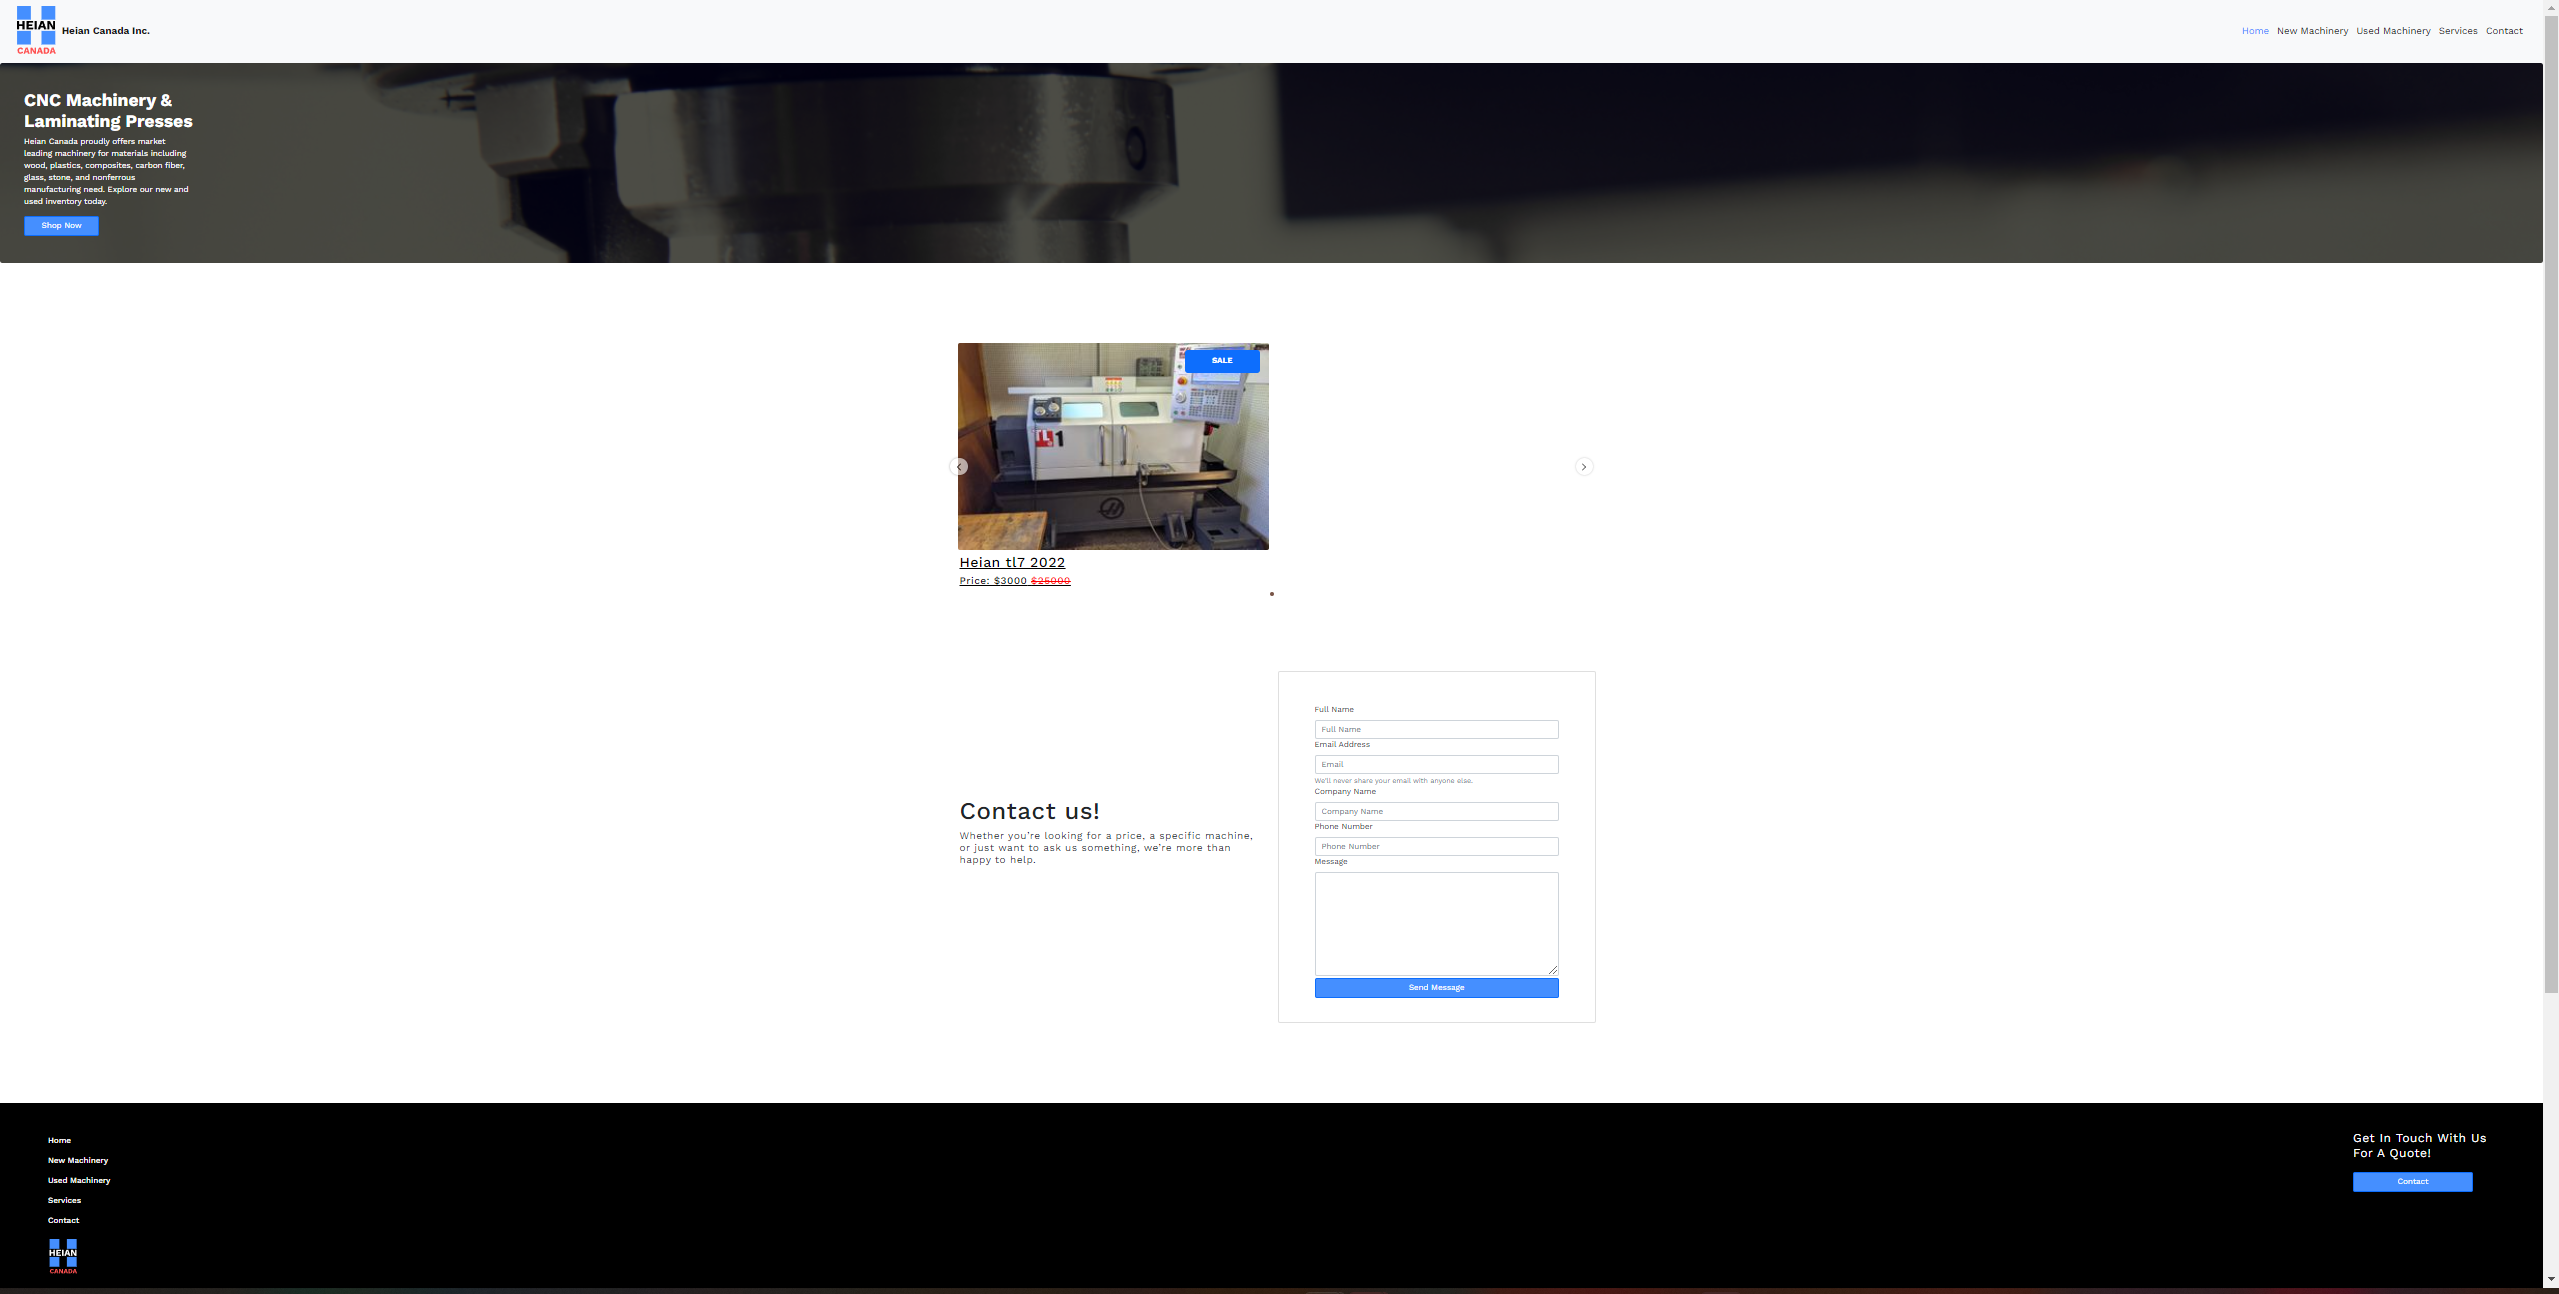 HEIAN
CANADA
Heian Canada Inc.
Home New Machinery Used Machinery Services Contact
CNC Machinery &
Laminating Presses
Heian Canada proudly offers market
leading machinery for materials including
wood, plastics, composites, carbon fiber,
glass, stone, and nonferrous
manufacturing need. Explore our new and
used inventory today.
Shop Now
SALE
TL 1
Heian tl7 2022
Price: $3000 $25000
Contact us!
Whether you're looking for a price, a specific machine,
or just want to ask us something, we're more than
happy to help.
Full Name
Full Name
Email Address
Email
We'll never share your email with anyone else.
Company Name
Company Name
Phone Number
Phone Number
Message
Send Message
Home
New Machinery
Used Machinery
Services
Contact
HEIAN
CANADA
Get In Touch With Us
For A Quote!
Contact